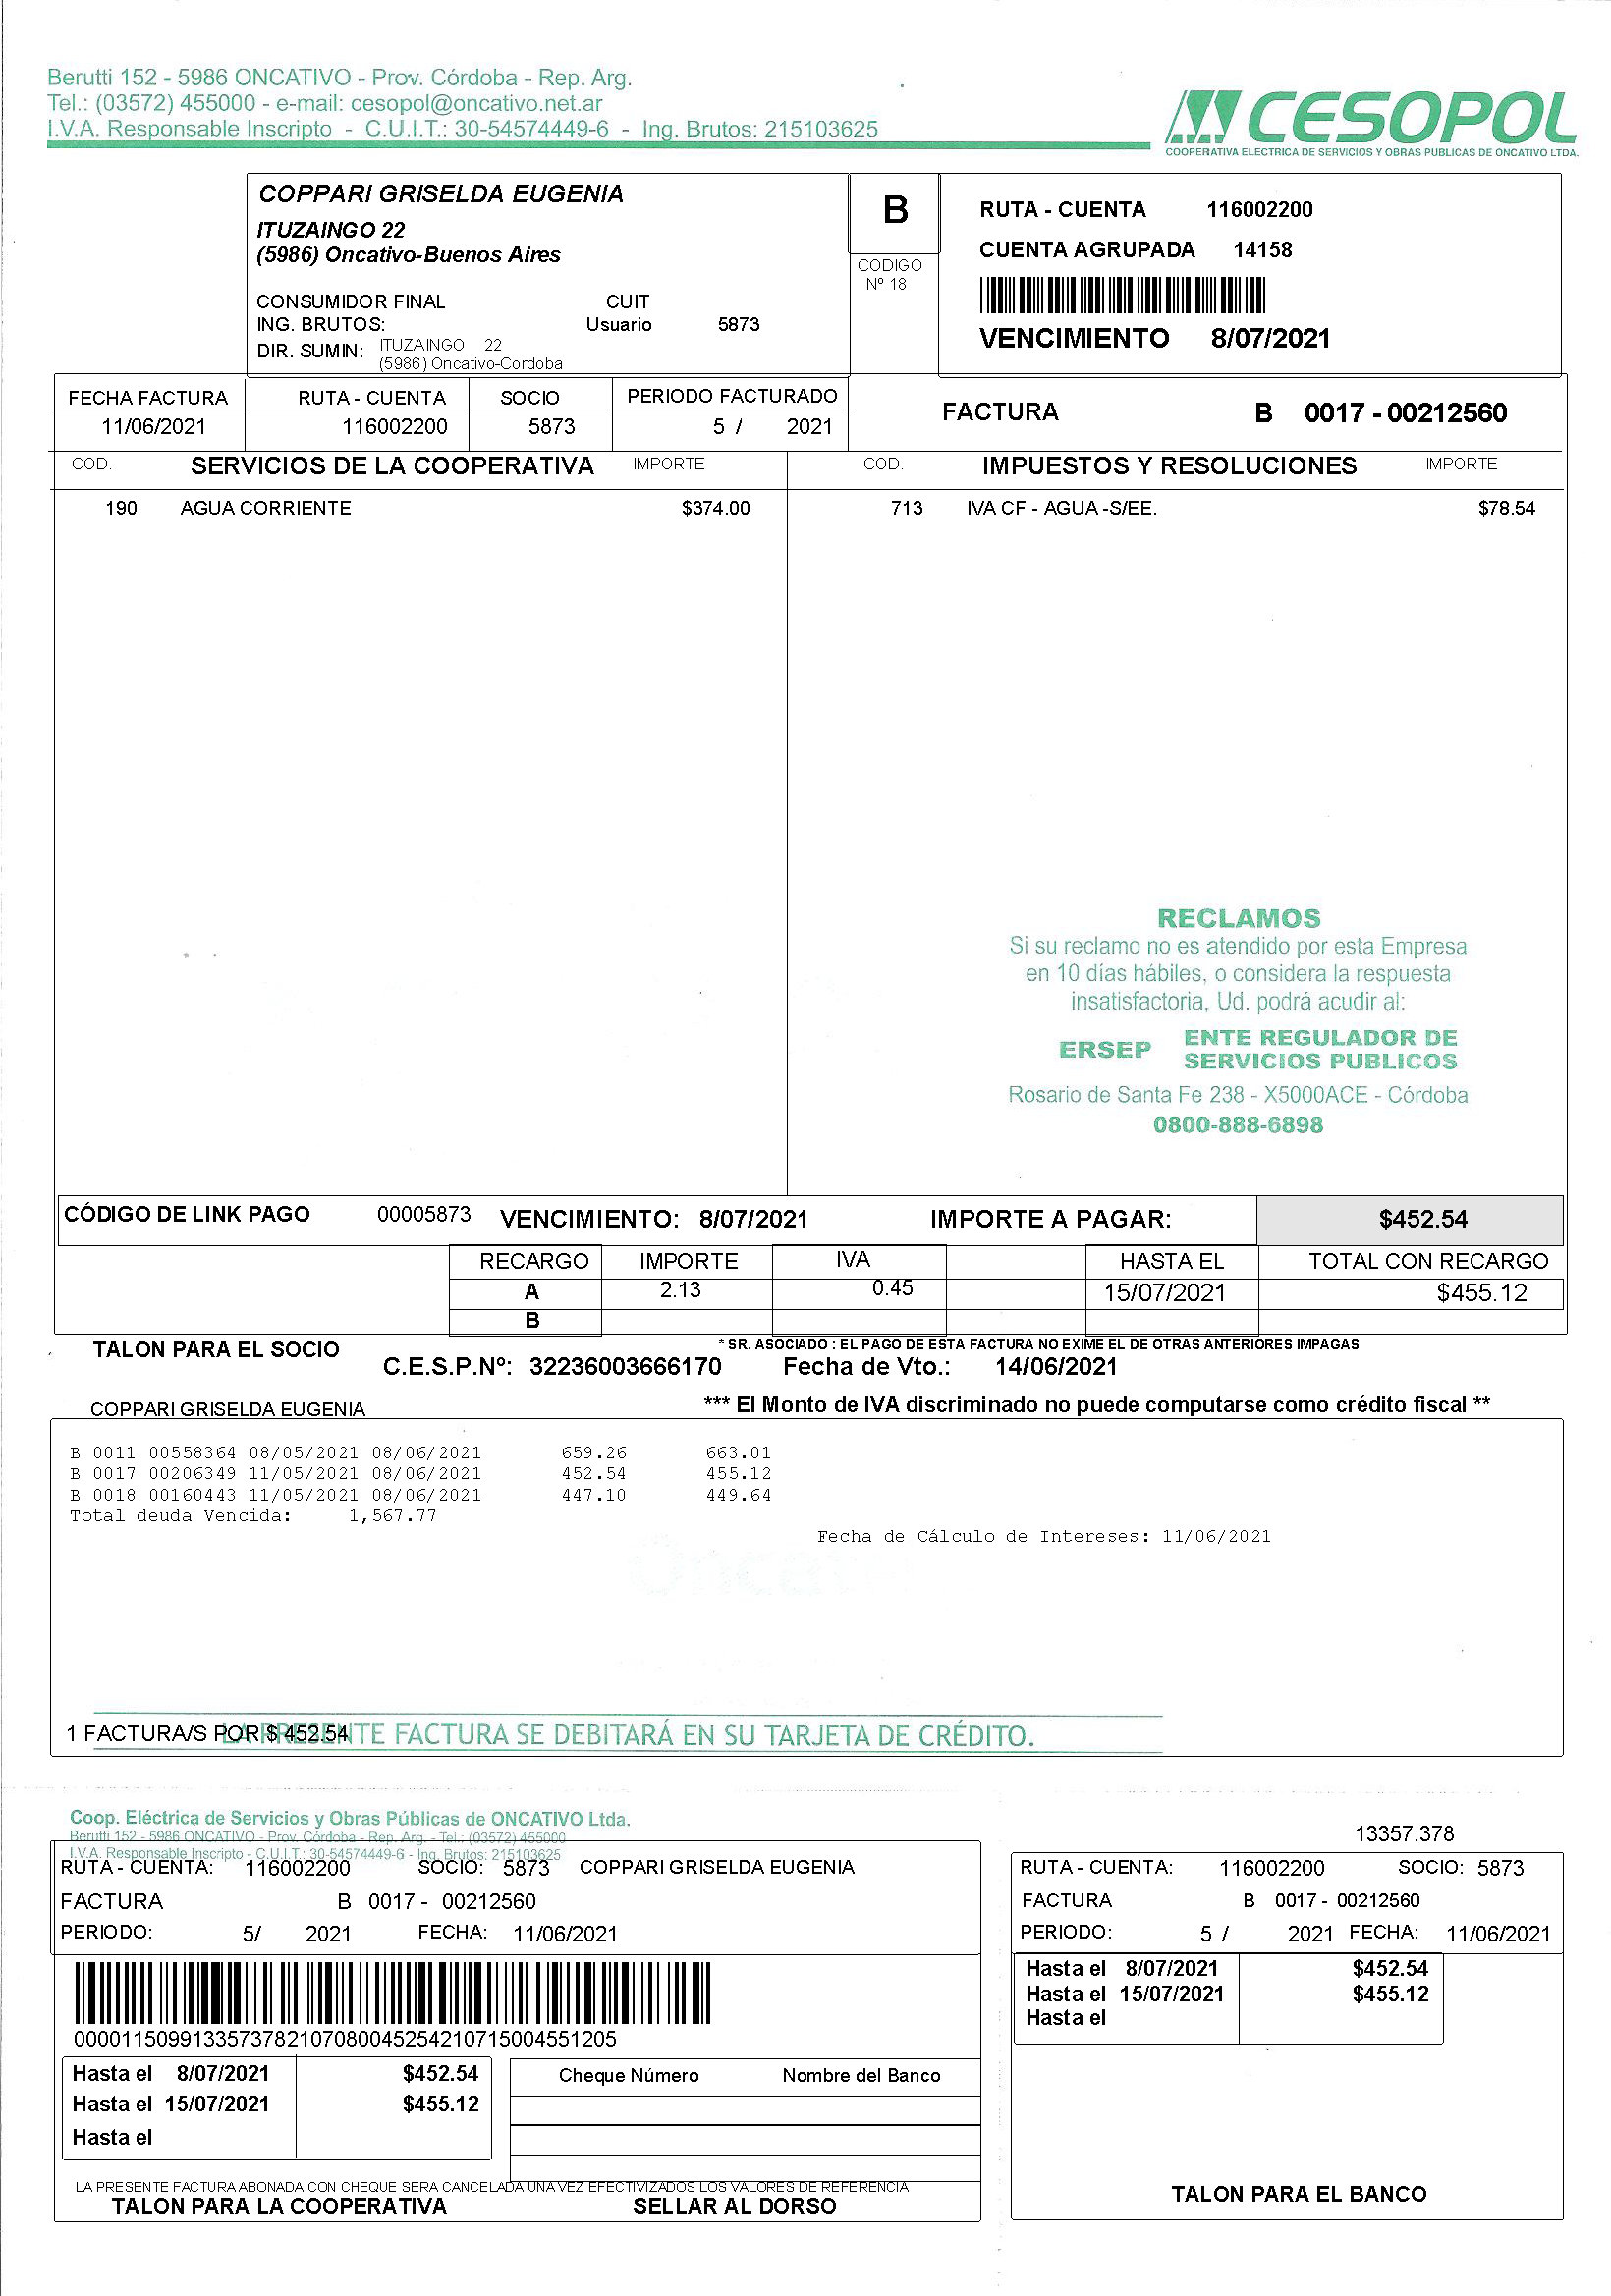 Berutti 152 - 5986 ONCATIVO - Prov. Córdoba - Rep. Arg.
Tel.: (03572) 455000 - e-mail: cesopol@oncativo.net.ar
I.V.A. Responsable Inscripto - C.U.I.T.: 30-54574449-6 - Ing. Brutos: 215103625
CESOPOL
COOPERATIVA ELECTRICA DE SERVICIOS Y OBRAS PUBLICAS DE ONCATIVO LTDA.
COPPARI GRISELDA EUGENIA
ITUZAINGO 22
(5986) Oncativo-Buenos Aires
CONSUMIDOR FINAL CUIT
ING. BRUTOS: Usuario 5873
DIR. SUMIN: ITUZAINGO 22
(5986) Oncativo-Cordoba
B
CODIGO
Nº 18
RUTA - CUENTA 116002200
CUENTA AGRUPADA 14158
VENCIMIENTO 8/07/2021
FECHA FACTURA RUTA - CUENTA SOCIO PERIODO FACTURADO
11/06/2021 116002200 5873 5 / 2021
FACTURA B 0017 - 00212560
COD. SERVICIOS DE LA COOPERATIVA IMPORTE COD. IMPUESTOS Y RESOLUCIONES IMPORTE
190 AGUA CORRIENTE $374.00 713 IVA CF - AGUA -S/EE. $78.54
RECLAMOS
Si su reclamo no es atendido por esta Empresa
en 10 días hábiles, o considera la respuesta
insatisfactoria, Ud. podrá acudir al:
ERSEP ENTE REGULADOR DE
SERVICIOS PUBLICOS
Rosario de Santa Fe 238 - X5000ACE - Córdoba
0800-888-6898
CÓDIGO DE LINK PAGO 00005873 VENCIMIENTO: 8/07/2021 IMPORTE A PAGAR: $452.54
RECARGO IMPORTE IVA HASTA EL TOTAL CON RECARGO
A 2.13 0.45 15/07/2021 $455.12
B
TALON PARA EL SOCIO * SR. ASOCIADO : EL PAGO DE ESTA FACTURA NO EXIME EL DE OTRAS ANTERIORES IMPAGAS
C.E.S.P.Nº: 32236003666170 Fecha de Vto.: 14/06/2021
COPPARI GRISELDA EUGENIA *** El Monto de IVA discriminado no puede computarse como crédito fiscal **
B 0011 00558364 08/05/2021 08/06/2021 659.26 663.01
B 0017 00206349 11/05/2021 08/06/2021 452.54 455.12
B 0018 00160443 11/05/2021 08/06/2021 447.10 449.64
Total deuda Vencida: 1,567.77
Fecha de Cálculo de Intereses: 11/06/2021
1 FACTURA/S POR $ 452.54
LA PRESENTE FACTURA SE DEBITARÁ EN SU TARJETA DE CRÉDITO.
Coop. Eléctrica de Servicios y Obras Públicas de ONCATIVO Ltda.
Berutti 152 - 5986 ONCATIVO - Prov. Córdoba - Rep. Arg. - Tel.: (03572) 455000
I.V.A. Responsable Inscripto - C.U.I.T.: 30-54574449-6 - Ing. Brutos: 215103625
RUTA - CUENTA: 116002200 SOCIO: 5873 COPPARI GRISELDA EUGENIA
FACTURA B 0017 - 00212560
PERIODO: 5/ 2021 FECHA: 11/06/2021
00001150991335737821070800452542107150045512​05
Hasta el 8/07/2021 $452.54
Hasta el 15/07/2021 $455.12
Hasta el
Cheque Número Nombre del Banco
LA PRESENTE FACTURA ABONADA CON CHEQUE SERA CANCELADA UNA VEZ EFECTIVIZADOS LOS VALORES DE REFERENCIA
TALON PARA LA COOPERATIVA SELLAR AL DORSO
13357,378
RUTA - CUENTA: 116002200 SOCIO: 5873
FACTURA B 0017 - 00212560
PERIODO: 5 / 2021 FECHA: 11/06/2021
Hasta el 8/07/2021 $452.54
Hasta el 15/07/2021 $455.12
Hasta el
TALON PARA EL BANCO